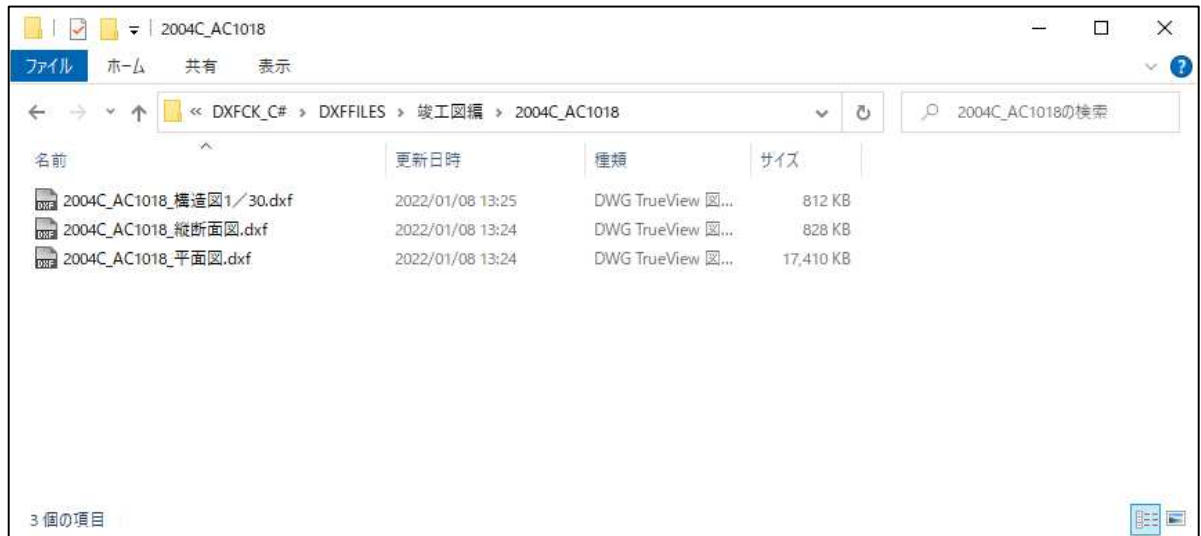 2004C_AC1018
ファイル ホーム 共有 表示
« DXFCK_C# › DXFFILES › 竣工図編 › 2004C_AC1018 2004C_AC1018の検索
名前 更新日時 種類 サイズ
2004C_AC1018_構造図1／30.dxf 2022/01/08 13:25 DWG TrueView 図... 812 KB
2004C_AC1018_縦断面図.dxf 2022/01/08 13:24 DWG TrueView 図... 828 KB
2004C_AC1018_平面図.dxf 2022/01/08 13:24 DWG TrueView 図... 17,410 KB
3 個の項目